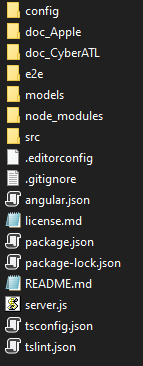 config
doc_Apple
doc_CyberATL
e2e
models
node_modules
src
.editorconfig
.gitignore
angular.json
license.md
package.json
package-lock.json
README.md
server.js
tsconfig.json
tslint.json